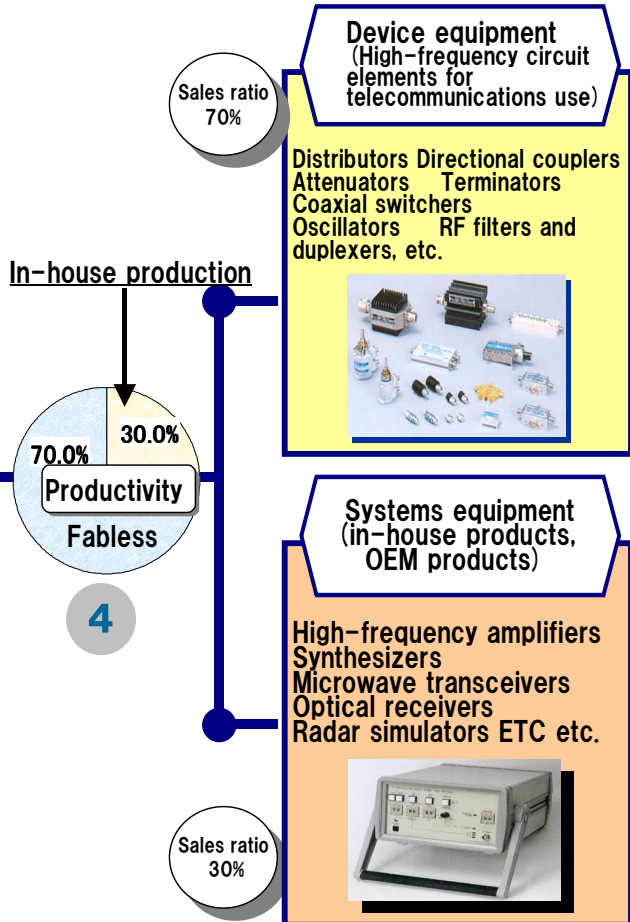 Device equipment
(High-frequency circuit
elements for
telecommunications use)
Sales ratio
70%
Distributors Directional couplers
Attenuators Terminators
Coaxial switchers
Oscillators RF filters and
duplexers, etc.
In-house production
30.0%
70.0%
Productivity
Fabless
4
Systems equipment
(in-house products,
OEM products)
High-frequency amplifiers
Synthesizers
Microwave transceivers
Optical receivers
Radar simulators ETC etc.
Sales ratio
30%